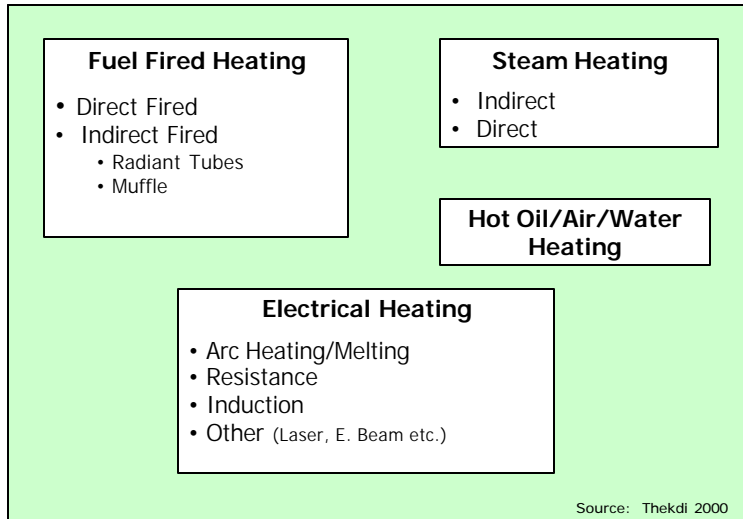 Fuel Fired Heating
• Direct Fired
• Indirect Fired
• Radiant Tubes
• Muffle
Steam Heating
• Indirect
• Direct
Hot Oil/Air/Water
Heating
Electrical Heating
• Arc Heating/Melting
• Resistance
• Induction
• Other (Laser, E. Beam etc.)
Source: Thekdi 2000